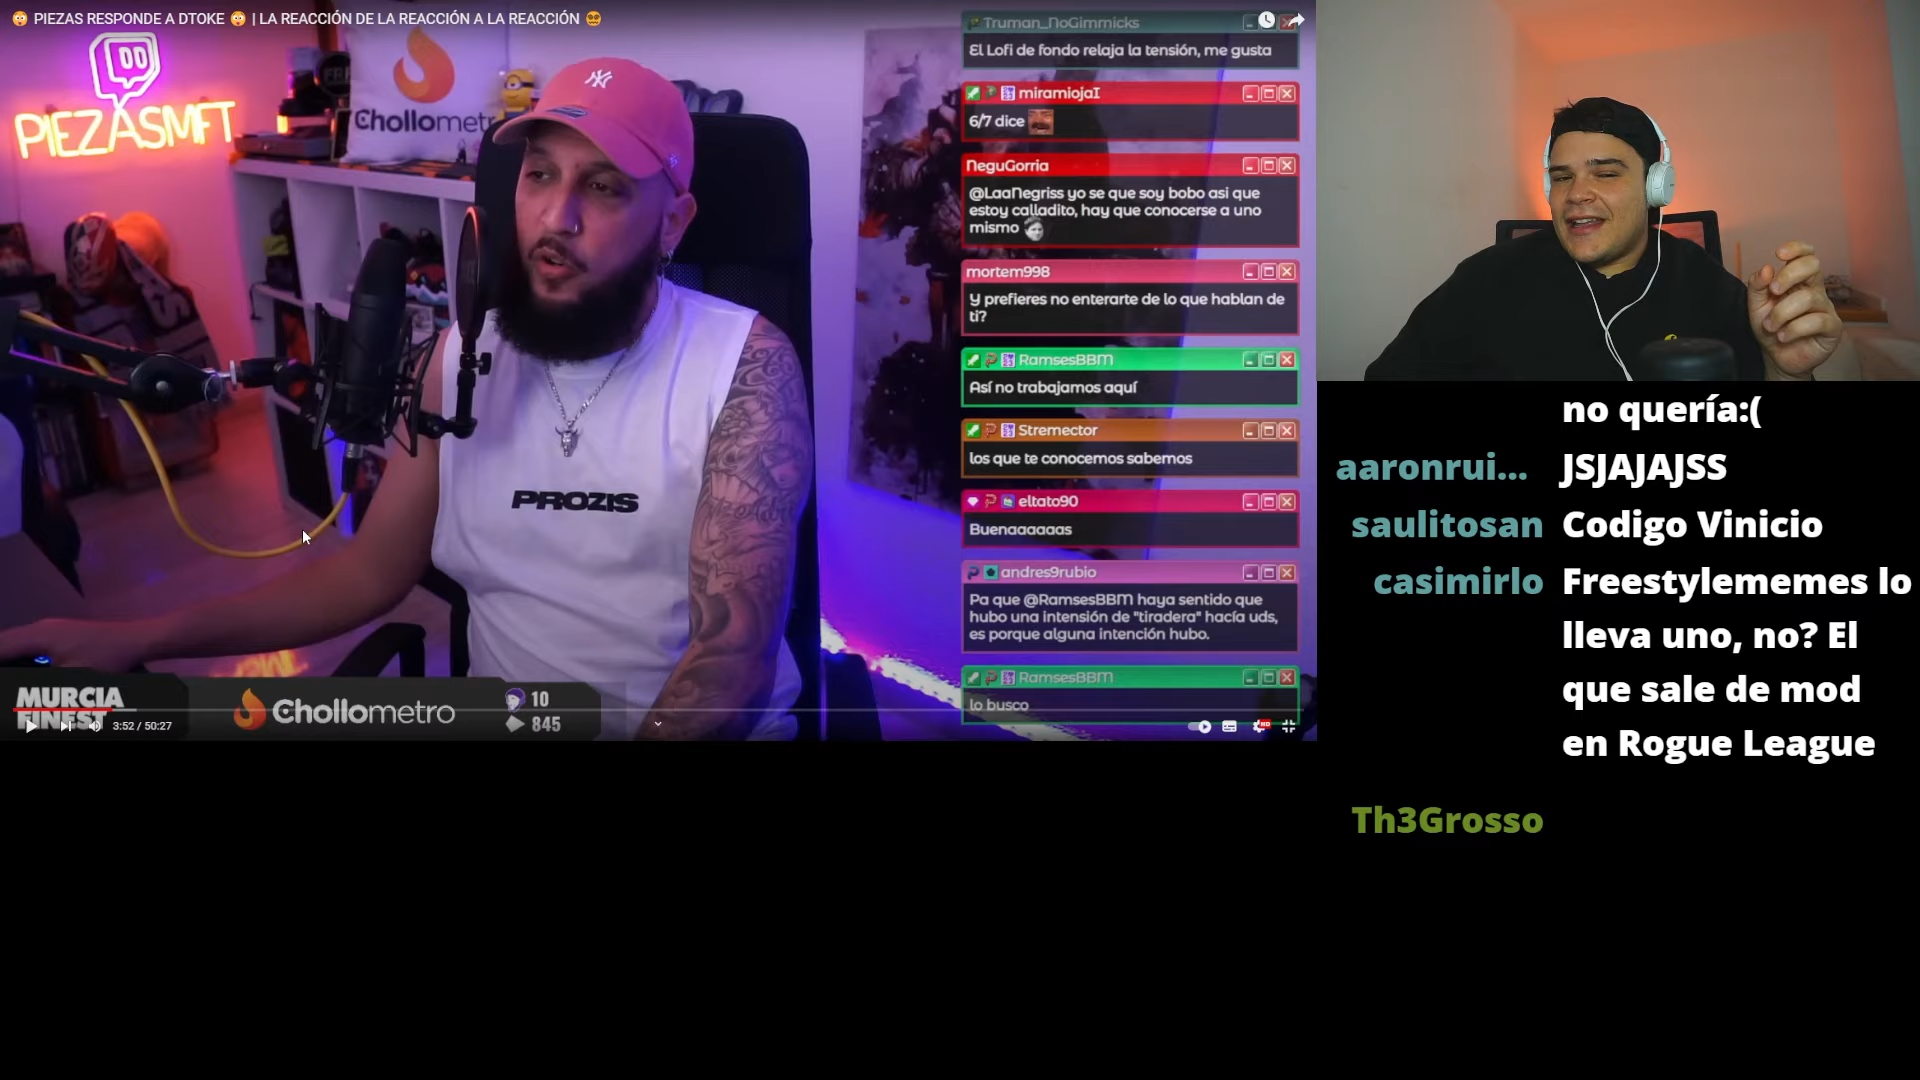 😳 PIEZAS RESPONDE A DTOKE 😳 | LA REACCIÓN DE LA REACCIÓN A LA REACCIÓN 😵‍💫
PIEZASMFT
Chollomet
PROZIS
Truman_NoGimmicks
El Lofi de fondo relaja la tensión, me gusta
miramiojaI
6/7 dice
NeguGorria
@LaaNegriss yo se que soy bobo asi que
estoy calladito, hay que conocerse a uno
mismo
mortem998
Y prefieres no enterarte de lo que hablan de
ti?
RamsesBBM
Así no trabajamos aquí
Stremector
los que te conocemos sabemos
eltato90
Buenaaaaaas
andres9rubio
Pa que @RamsesBBM haya sentido que
hubo una intensión de "tiradera" hacía uds,
es porque alguna intención hubo.
RamsesBBM
lo busco
MURCIA
FINEST
Chollometro
10
845
3:52 / 50:27
HD
no quería:(
aaronrui... JSJAJAJSS
saulitosan Codigo Vinicio
casimirlo Freestylememes lo
lleva uno, no? El
que sale de mod
en Rogue League
Th3Grosso